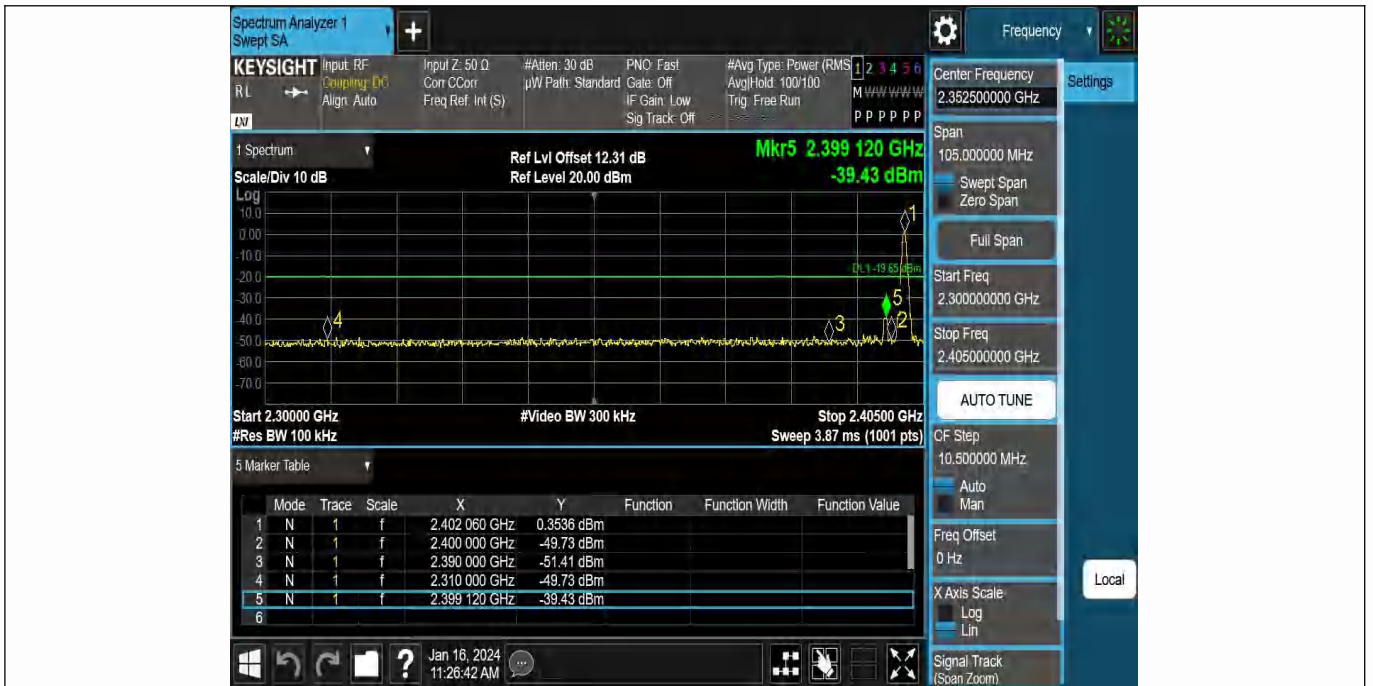 Spectrum Analyzer 1
Swept SA
+
Frequency
KEYSIGHT
RL
LXI
Input: RF
Coupling: DC
Align: Auto
Input Z: 50 Ω
Corr CCorr
Freq Ref: Int (S)
#Atten: 30 dB
µW Path: Standard
PNO: Fast
Gate: Off
IF Gain: Low
Sig Track: Off
#Avg Type: Power (RMS
Avg|Hold: 100/100
Trig: Free Run
1 2 3 4 5 6
M W W W W W
P P P P P P
1 Spectrum
Scale/Div 10 dB
Ref Lvl Offset 12.31 dB
Ref Level 20.00 dBm
Mkr5 2.399 120 GHz
-39.43 dBm
Log
10.0
0.00
-10.0
-20.0
-30.0
-40.0
-50.0
-60.0
-70.0
DL1 -19.65 dBm
1
5
4
3
2
Start 2.30000 GHz
#Video BW 300 kHz
Stop 2.40500 GHz
#Res BW 100 kHz
Sweep 3.87 ms (1001 pts)
5 Marker Table
Mode Trace Scale X Y Function Function Width Function Value
1 N 1 f 2.402 060 GHz 0.3536 dBm
2 N 1 f 2.400 000 GHz -49.73 dBm
3 N 1 f 2.390 000 GHz -51.41 dBm
4 N 1 f 2.310 000 GHz -49.73 dBm
5 N 1 f 2.399 120 GHz -39.43 dBm
6
?
Jan 16, 2024
11:26:42 AM
Center Frequency
2.352500000 GHz
Settings
Span
105.000000 MHz
Swept Span
Zero Span
Full Span
Start Freq
2.300000000 GHz
Stop Freq
2.405000000 GHz
AUTO TUNE
CF Step
10.500000 MHz
Auto
Man
Freq Offset
0 Hz
X Axis Scale
Log
Lin
Local
Signal Track
(Span Zoom)